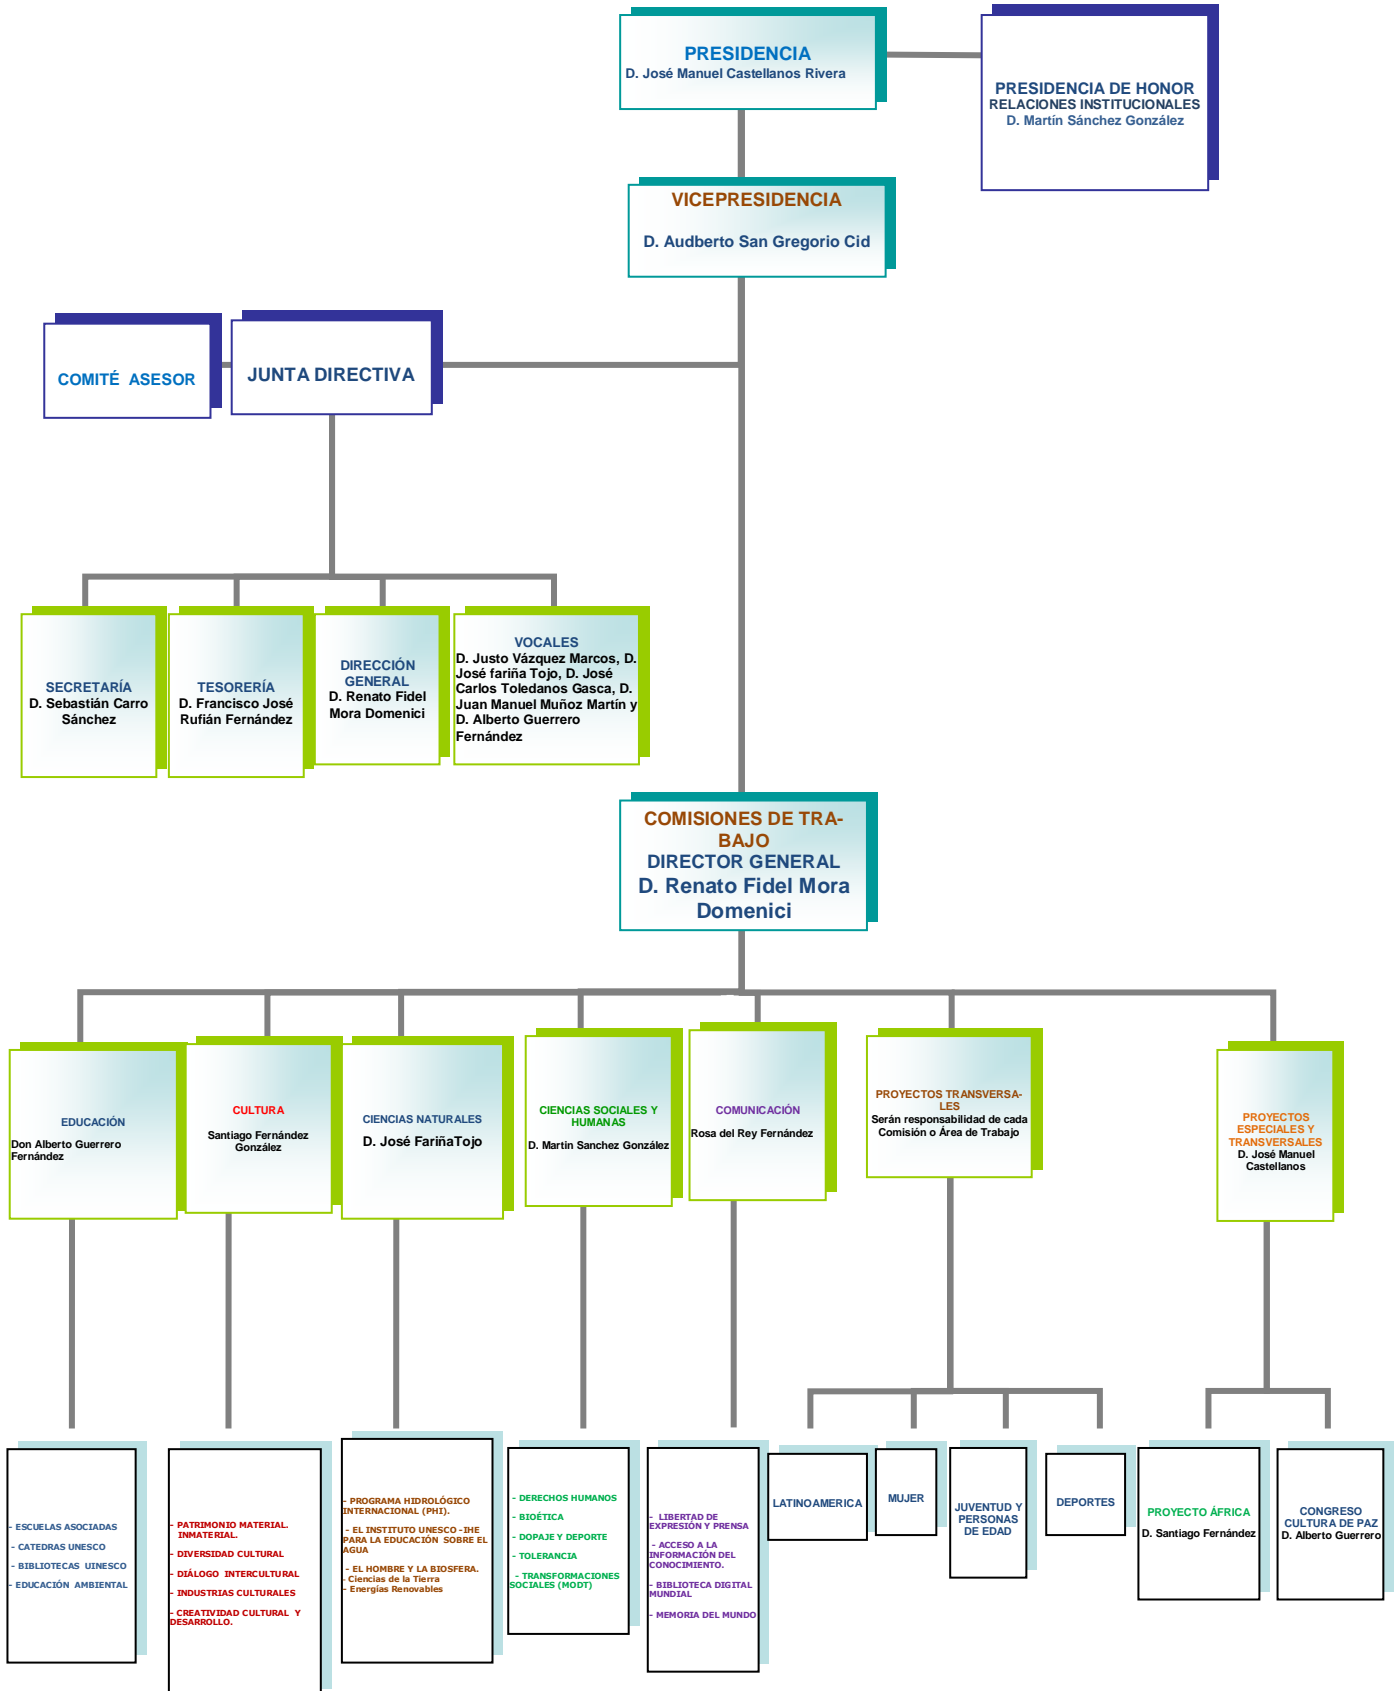 PRESIDENCIA
D. José Manuel Castellanos Rivera
PRESIDENCIA DE HONOR
RELACIONES INSTITUCIONALES
D. Martín Sánchez González
VICEPRESIDENCIA
D. Audberto San Gregorio Cid
COMITÉ ASESOR
JUNTA DIRECTIVA
SECRETARÍA
D. Sebastián Carro
Sánchez
TESORERÍA
D. Francisco José
Rufián Fernández
DIRECCIÓN
GENERAL
D. Renato Fidel
Mora Domenici
VOCALES
D. Justo Vázquez Marcos, D.
José fariña Tojo, D. José
Carlos Toledanos Gasca, D.
Juan Manuel Muñoz Martín y
D. Alberto Guerrero
Fernández
COMISIONES DE TRA-
BAJO
DIRECTOR GENERAL
D. Renato Fidel Mora
Domenici
EDUCACIÓN
Don Alberto Guerrero
Fernández
CULTURA
Santiago Fernández
González
CIENCIAS NATURALES
D. José FariñaTojo
CIENCIAS SOCIALES Y
HUMANAS
D. Martin Sanchez González
COMUNICACIÓN
Rosa del Rey Fernández
PROYECTOS TRANSVERSA-
LES
Serán responsabilidad de cada
Comisión o Área de Trabajo
PROYECTOS
ESPECIALES Y
TRANSVERSALES
D. José Manuel
Castellanos
- ESCUELAS ASOCIADAS
- CATEDRAS UNESCO
- BIBLIOTECAS UINESCO
- EDUCACIÓN AMBIENTAL
- PATRIMONIO MATERIAL.
INMATERIAL.
- DIVERSIDAD CULTURAL
- DIÁLOGO INTERCULTURAL
- INDUSTRIAS CULTURALES
- CREATIVIDAD CULTURAL Y
DESARROLLO.
- PROGRAMA HIDROLÓGICO
INTERNACIONAL (PHI).
- EL INSTITUTO UNESCO -IHE
PARA LA EDUCACIÓN SOBRE EL
AGUA
- EL HOMBRE Y LA BIOSFERA.
- Ciencias de la Tierra
- Energías Renovables
- DERECHOS HUMANOS
- BIOÉTICA
- DOPAJE Y DEPORTE
- TOLERANCIA
- TRANSFORMACIONES
SOCIALES (MODT)
- LIBERTAD DE
EXPRESIÓN Y PRENSA
- ACCESO A LA
INFORMACIÓN DEL
CONOCIMIENTO.
- BIBLIOTECA DIGITAL
MUNDIAL
- MEMORIA DEL MUNDO
LATINOAMERICA
MUJER
JUVENTUD Y
PERSONAS
DE EDAD
DEPORTES
PROYECTO ÁFRICA
D. Santiago Fernández
CONGRESO
CULTURA DE PAZ
D. Alberto Guerrero